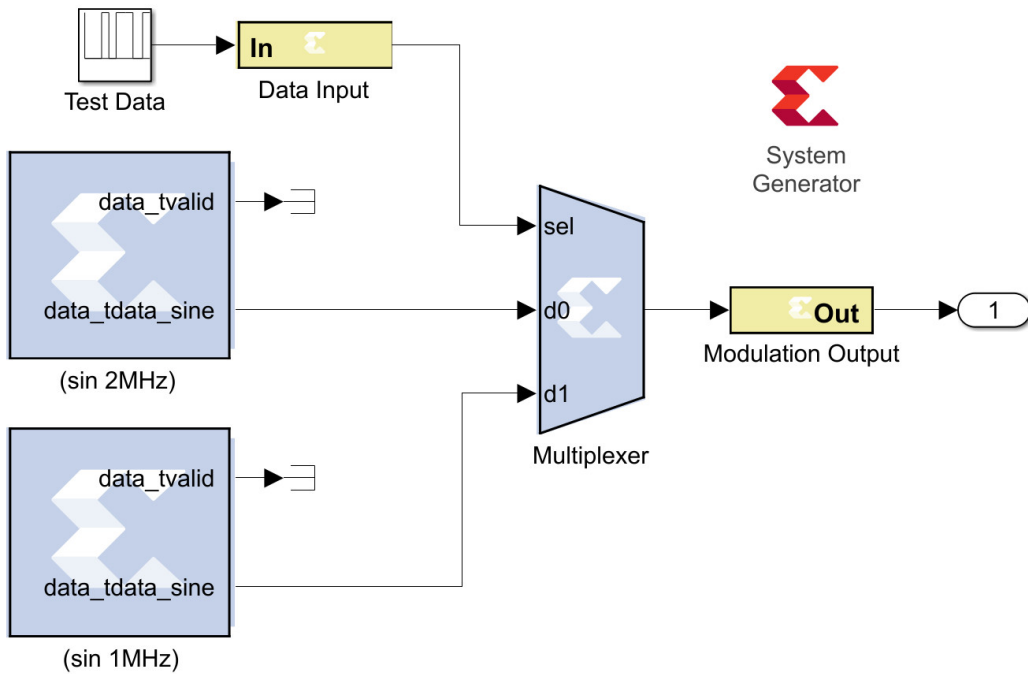 In
Test Data
Data Input
System
Generator
data_tvalid
data_tdata_sine
(sin 2MHz)
sel
d0
d1
Multiplexer
Out
Modulation Output
1
data_tvalid
data_tdata_sine
(sin 1MHz)